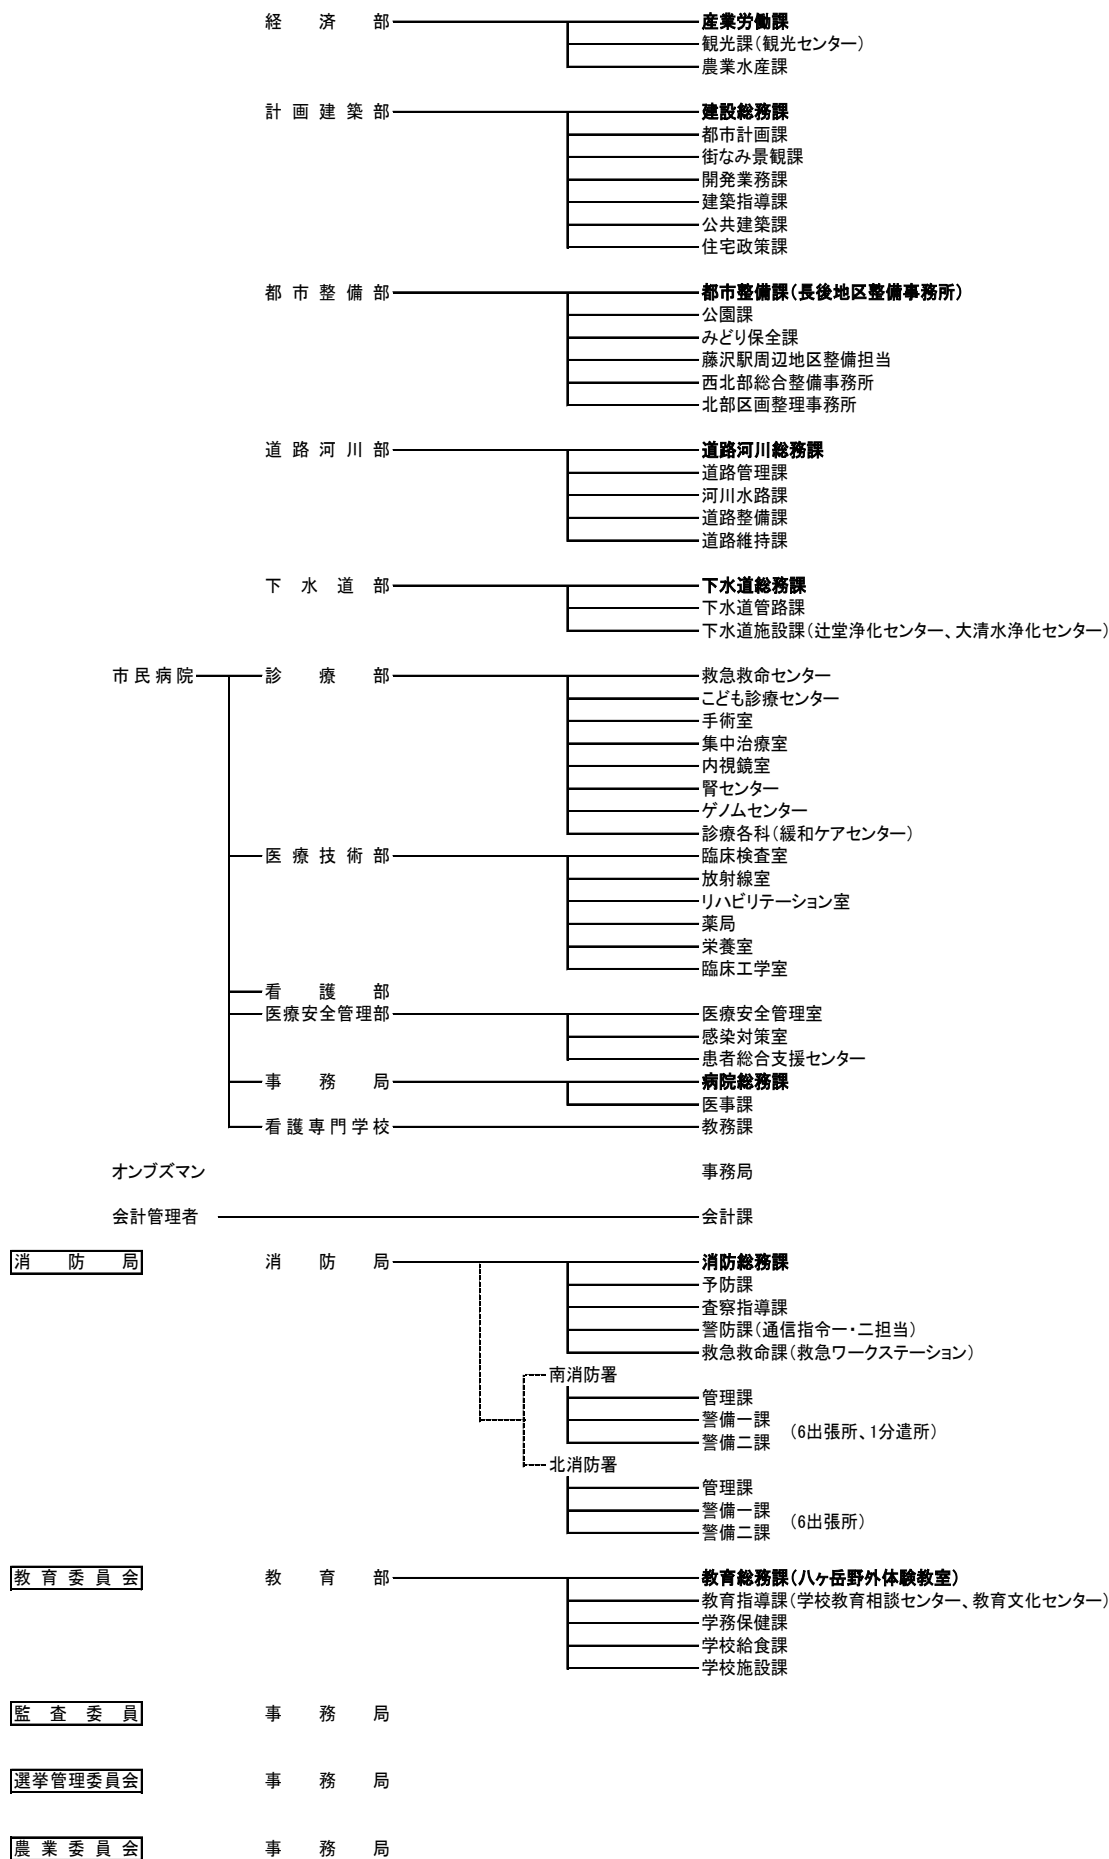 経済部 産業労働課
観光課（観光センター）
農業水産課
計画建築部 建設総務課
都市計画課
街なみ景観課
開発業務課
建築指導課
公共建築課
住宅政策課
都市整備部 都市整備課（長後地区整備事務所）
公園課
みどり保全課
藤沢駅周辺地区整備担当
西北部総合整備事務所
北部区画整理事務所
道路河川部 道路河川総務課
道路管理課
河川水路課
道路整備課
道路維持課
下水道部 下水道総務課
下水道管路課
下水道施設課（辻堂浄化センター、大清水浄化センター）
市民病院 診療部 救急救命センター
こども診療センター
手術室
集中治療室
内視鏡室
腎センター
ゲノムセンター
診療各科（緩和ケアセンター）
医療技術部 臨床検査室
放射線室
リハビリテーション室
薬局
栄養室
臨床工学室
看護部
医療安全管理部 医療安全管理室
感染対策室
患者総合支援センター
事務局 病院総務課
医事課
看護専門学校 教務課
オンブズマン 事務局
会計管理者 会計課
消防局 消防局 消防総務課
予防課
査察指導課
警防課（通信指令一・二担当）
救急救命課（救急ワークステーション）
南消防署
管理課
警備一課
（6出張所、1分遣所）
警備二課
北消防署
管理課
警備一課
（6出張所）
警備二課
教育委員会 教育部 教育総務課（八ヶ岳野外体験教室）
教育指導課（学校教育相談センター、教育文化センター）
学務保健課
学校給食課
学校施設課
監査委員 事務局
選挙管理委員会 事務局
農業委員会 事務局